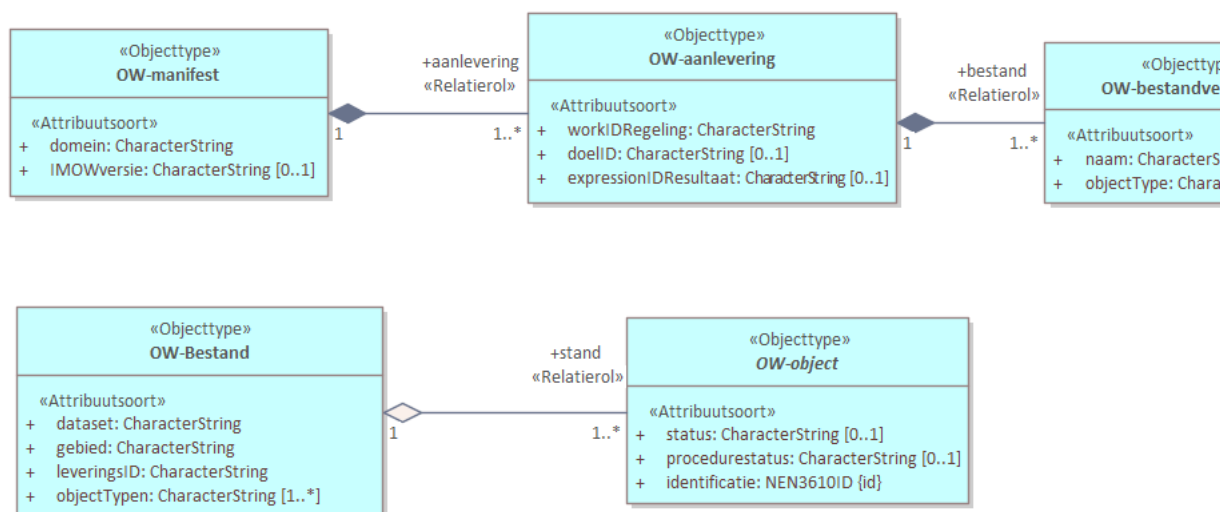 «Objecttype»
OW-manifest
«Attribuutsoort»
+ domein: CharacterString
+ IMOWversie: CharacterString [0..1]
+aanlevering
«Relatierol»
1
1..*
«Objecttype»
OW-aanlevering
«Attribuutsoort»
+ workIDRegeling: CharacterString
+ doelID: CharacterString [0..1]
+ expressionIDResultaat: CharacterString [0..1]
+bestand
«Relatierol»
1
1..*
«Attribuutsoort»
+ naam:
+ objectType:
«Objecttype»
OW-Bestand
«Attribuutsoort»
+ dataset: CharacterString
+ gebied: CharacterString
+ leveringsID: CharacterString
+ objectTypen: CharacterString [1..*]
+stand
«Relatierol»
1
1..*
«Objecttype»
OW-object
«Attribuutsoort»
+ status: CharacterString [0..1]
+ procedurestatus: CharacterString [0..1]
+ identificatie: NEN3610ID {id}